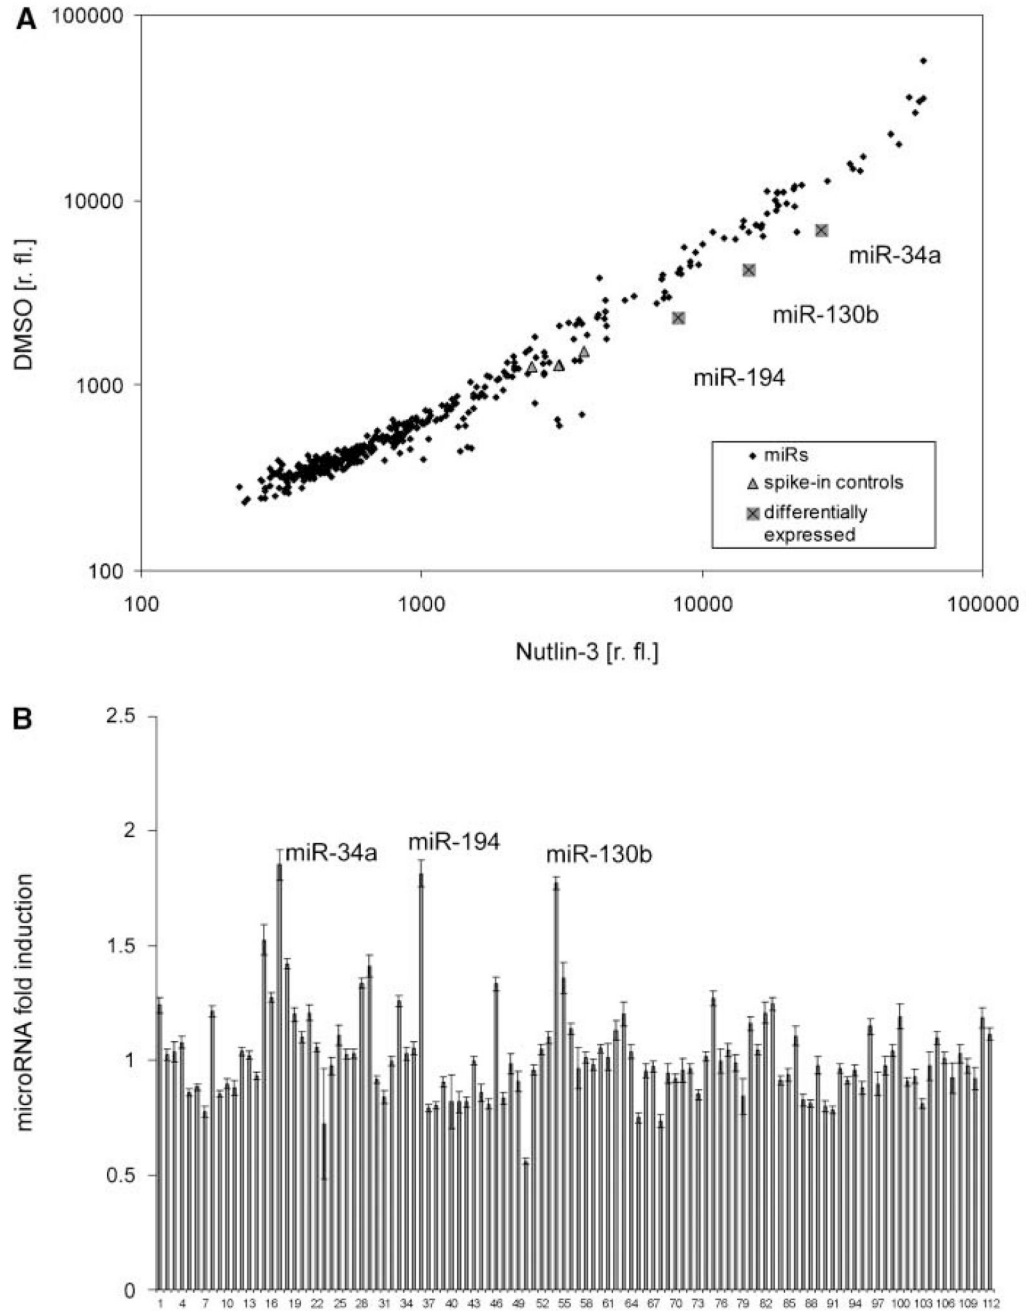 A
100000
10000
1000
100
DMSO [r. fl.]
miR-34a
miR-130b
miR-194
miRs
spike-in controls
differentially
expressed
100 1000 10000 100000
Nutlin-3 [r. fl.]
B
2.5
2
1.5
1
0.5
0
microRNA fold induction
miR-34a
miR-194
miR-130b
1 4 7 10 13 16 19 22 25 28 31 34 37 40 43 46 49 52 55 58 61 64 67 70 73 76 79 82 85 88 91 94 97 100 103 106 109 112